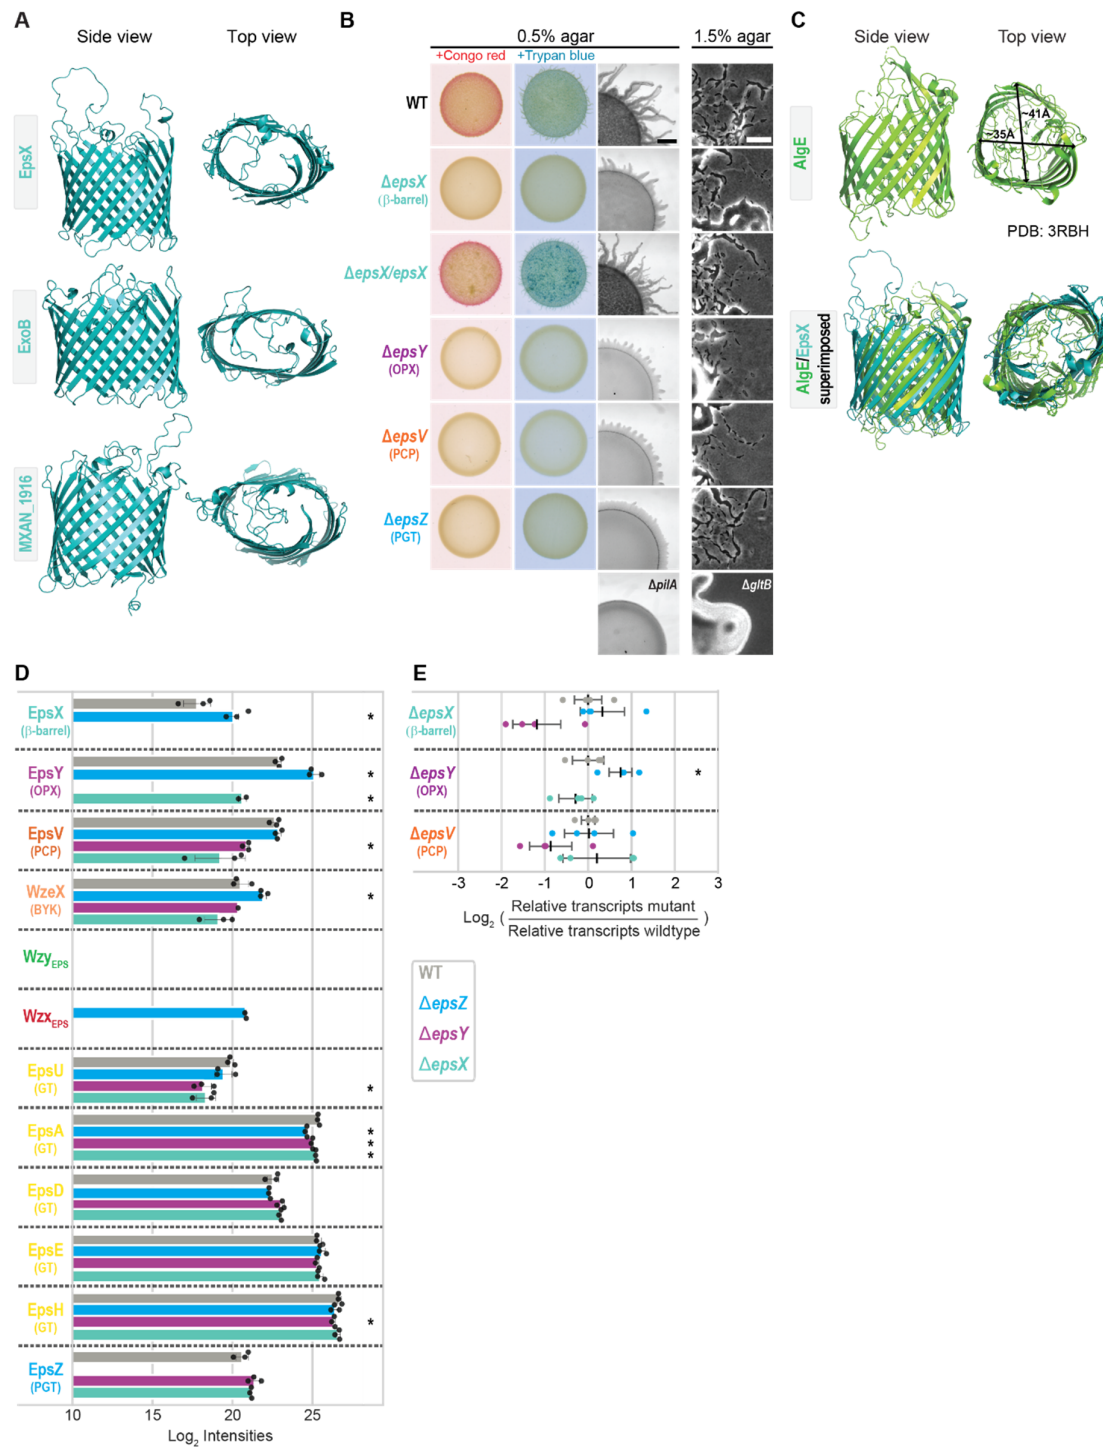 A
Side view
Top view
EpsX
ExoB
MXAN_1916
B
0.5% agar
1.5% agar
+Congo red
+Trypan blue
WT
ΔepsX
(β-barrel)
ΔepsX/epsX
ΔepsY
(OPX)
ΔepsV
(PCP)
ΔepsZ
(PGT)
ΔpilA
ΔgltB
C
Side view
Top view
AlgE
~41Å
~35Å
PDB: 3RBH
AlgE/EpsX
superimposed
D
EpsX
(β-barrel)
*
EpsY
(OPX)
*
*
EpsV
(PCP)
*
WzeX
(BYK)
*
WzyEPS
WzxEPS
EpsU
(GT)
*
EpsA
(GT)
*
*
*
EpsD
(GT)
EpsE
(GT)
EpsH
(GT)
*
EpsZ
(PGT)
10 15 20 25
Log2 Intensities
E
ΔepsX
(β-barrel)
ΔepsY
(OPX)
*
ΔepsV
(PCP)
-3 -2 -1 0 1 2 3
Log2 ( Relative transcripts mutant
Relative transcripts wildtype )
WT
ΔepsZ
ΔepsY
ΔepsX